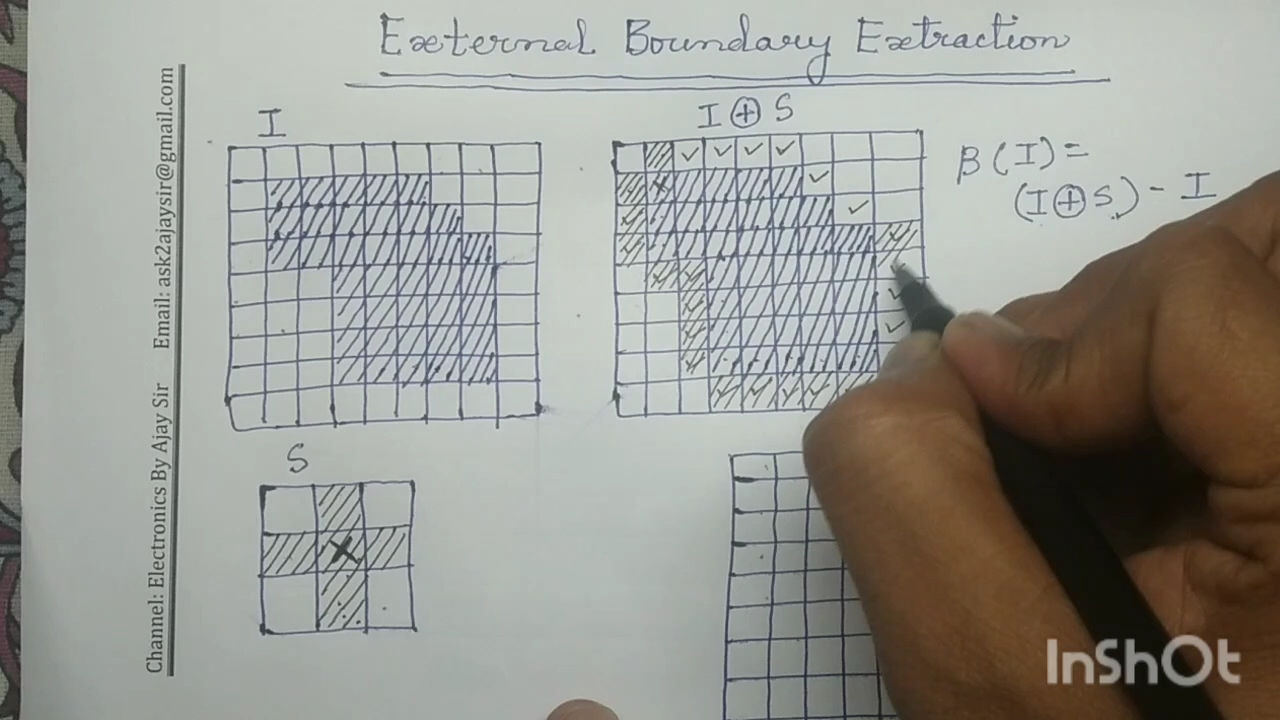 External Boundary Extraction
I
I ⊕ S
β(I) =
(I⊕S) - I
S
Channel: Electronics By Ajay Sir Email: ask2ajaysir@gmail.com
InShOt